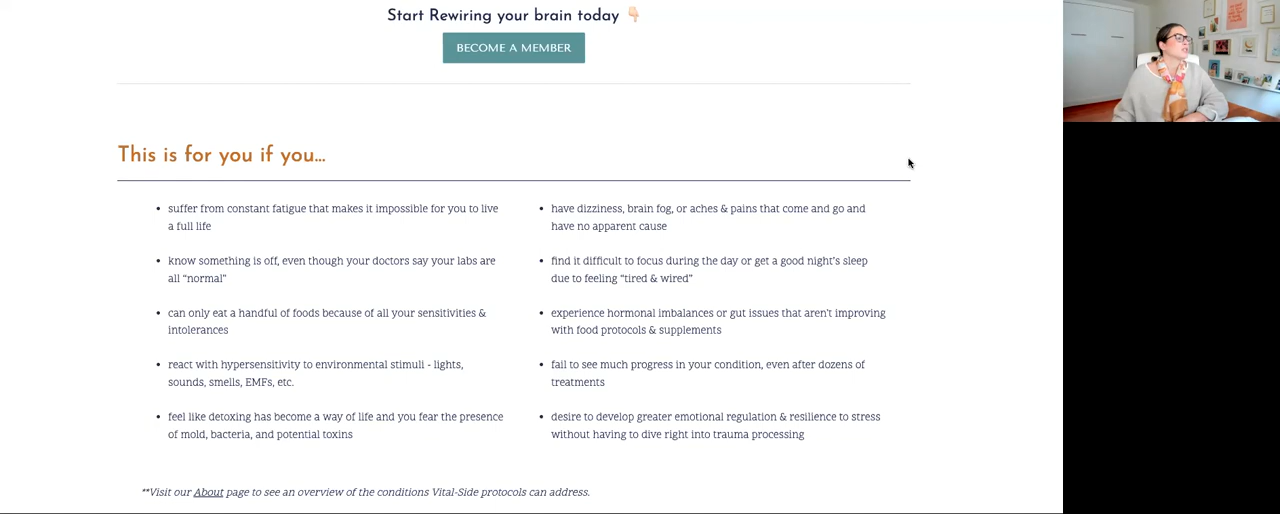 Start Rewiring your brain today 👇🏻
BECOME A MEMBER
This is for you if you...
• suffer from constant fatigue that makes it impossible for you to live
a full life
• know something is off, even though your doctors say your labs are
all “normal”
• can only eat a handful of foods because of all your sensitivities &
intolerances
• react with hypersensitivity to environmental stimuli - lights,
sounds, smells, EMFs, etc.
• feel like detoxing has become a way of life and you fear the presence
of mold, bacteria, and potential toxins
• have dizziness, brain fog, or aches & pains that come and go and
have no apparent cause
• find it difficult to focus during the day or get a good night’s sleep
due to feeling “tired & wired”
• experience hormonal imbalances or gut issues that aren’t improving
with food protocols & supplements
• fail to see much progress in your condition, even after dozens of
treatments
• desire to develop greater emotional regulation & resilience to stress
without having to dive right into trauma processing
**Visit our About page to see an overview of the conditions Vital-Side protocols can address.